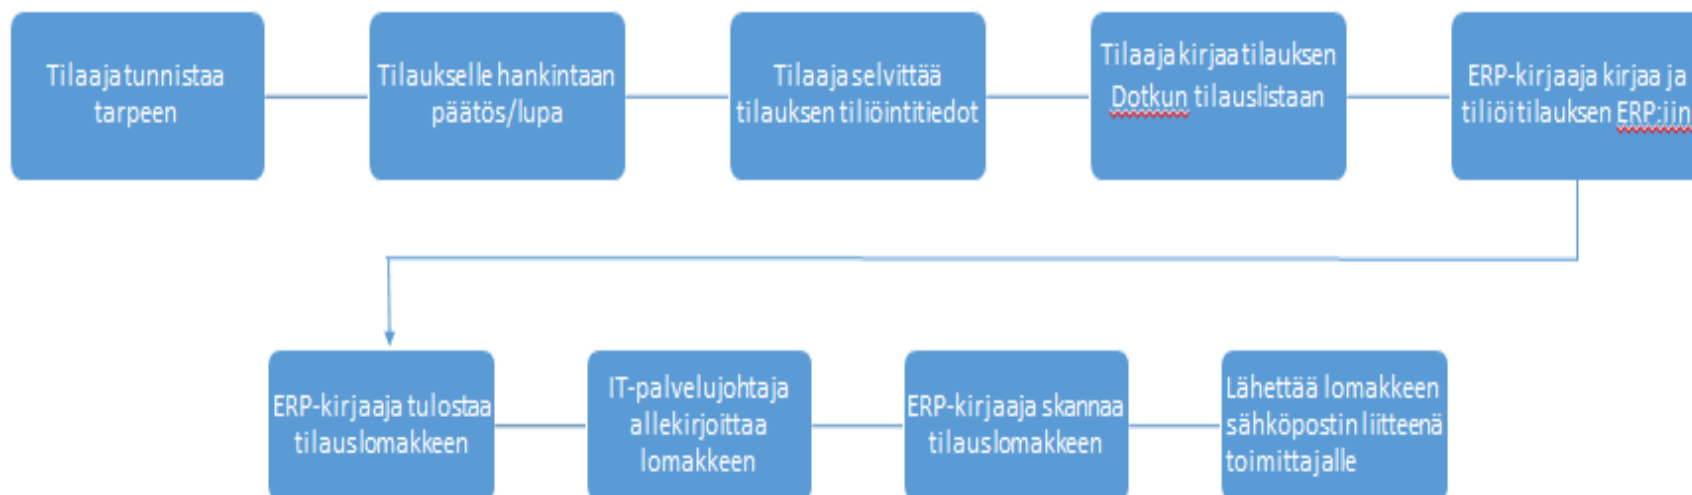 Tilaaja tunnistaa
tarpeen
Tilaukselle hankintaan
päätös/lupa
Tilaaja selvittää
tilauksen tiliöintitiedot
Tilaaja kirjaa tilauksen
Dotkun tilauslistaan
ERP-kirjaaja kirjaa ja
tiliöi tilauksen ERP:iin
ERP-kirjaaja tulostaa
tilauslomakkeen
IT-palvelujohtaja
allekirjoittaa
lomakkeen
ERP-kirjaaja skannaa
tilauslomakkeen
Lähettää lomakkeen
sähköpostin liitteenä
toimittajalle